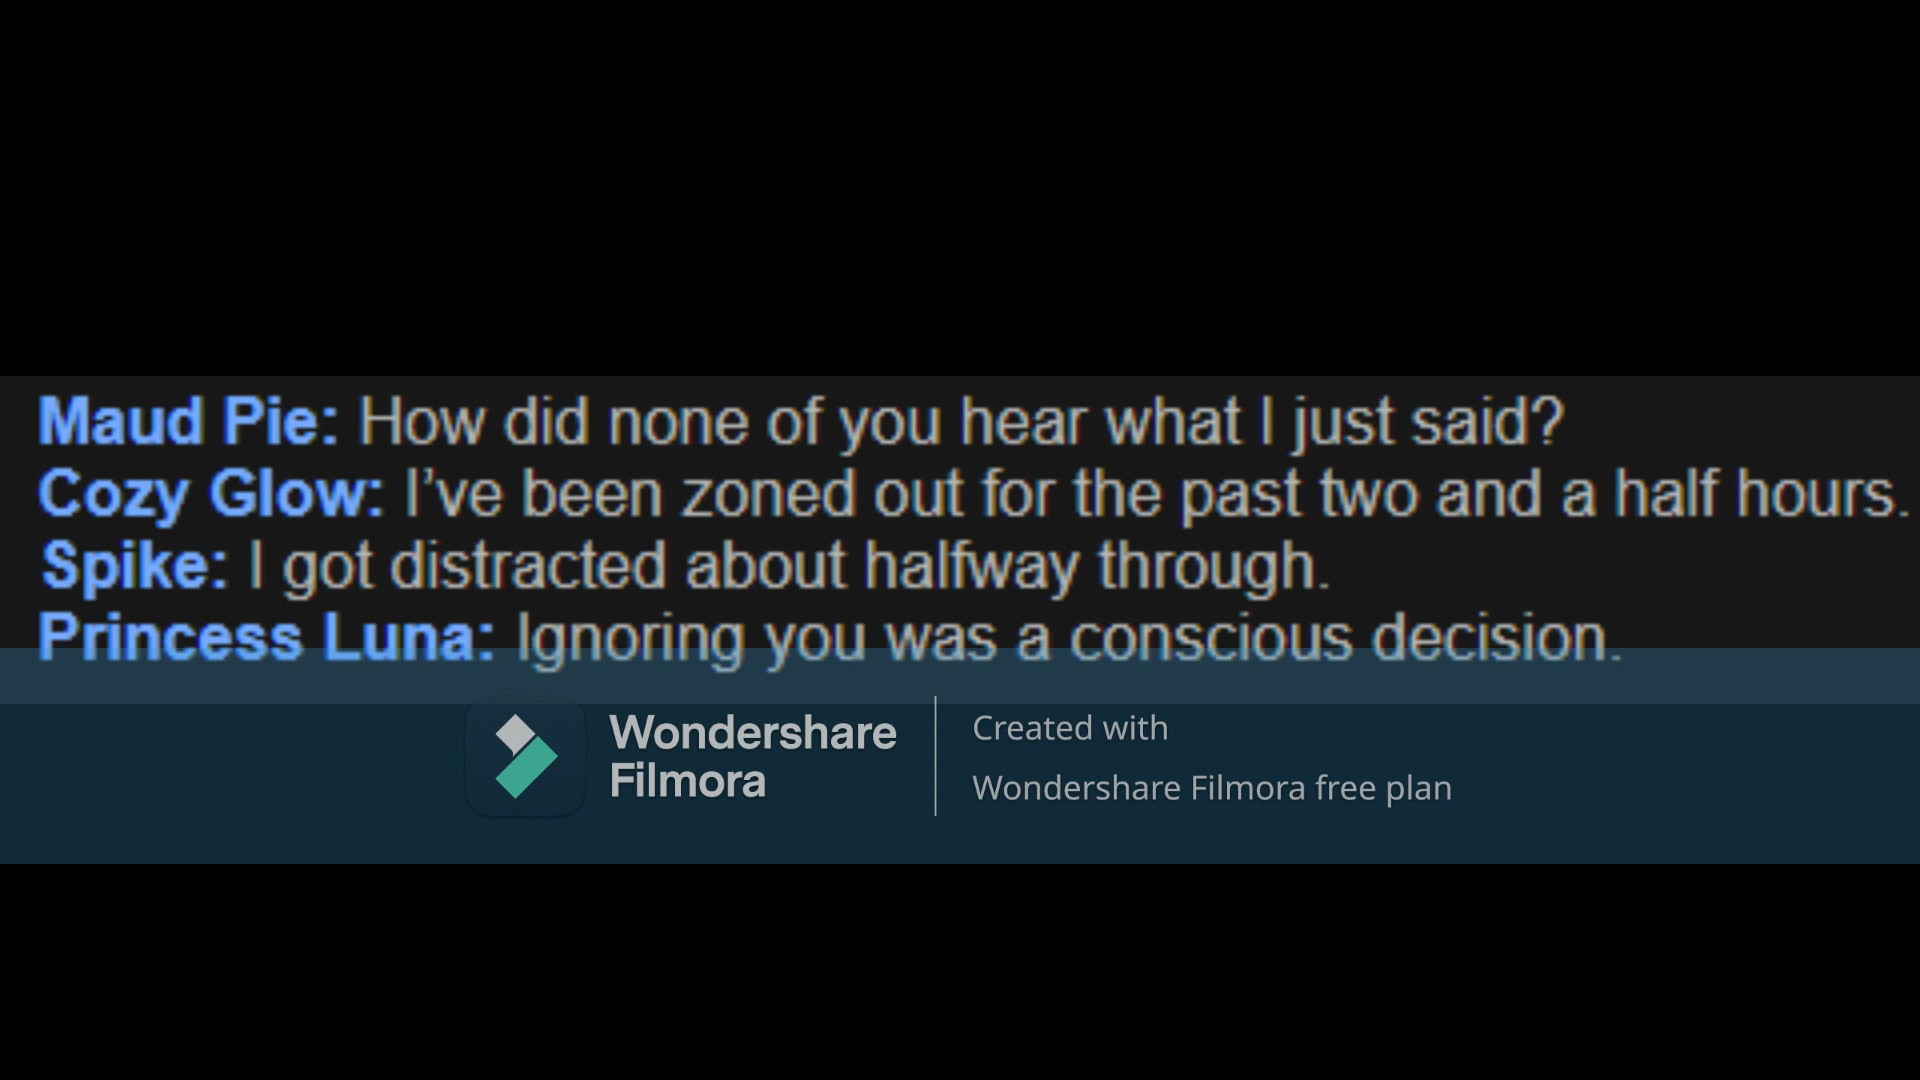 Maud Pie: How did none of you hear what I just said?
Cozy Glow: I’ve been zoned out for the past two and a half hours.
Spike: I got distracted about halfway through.
Princess Luna: Ignoring you was a conscious decision.
Wondershare
Filmora
Created with
Wondershare Filmora free plan